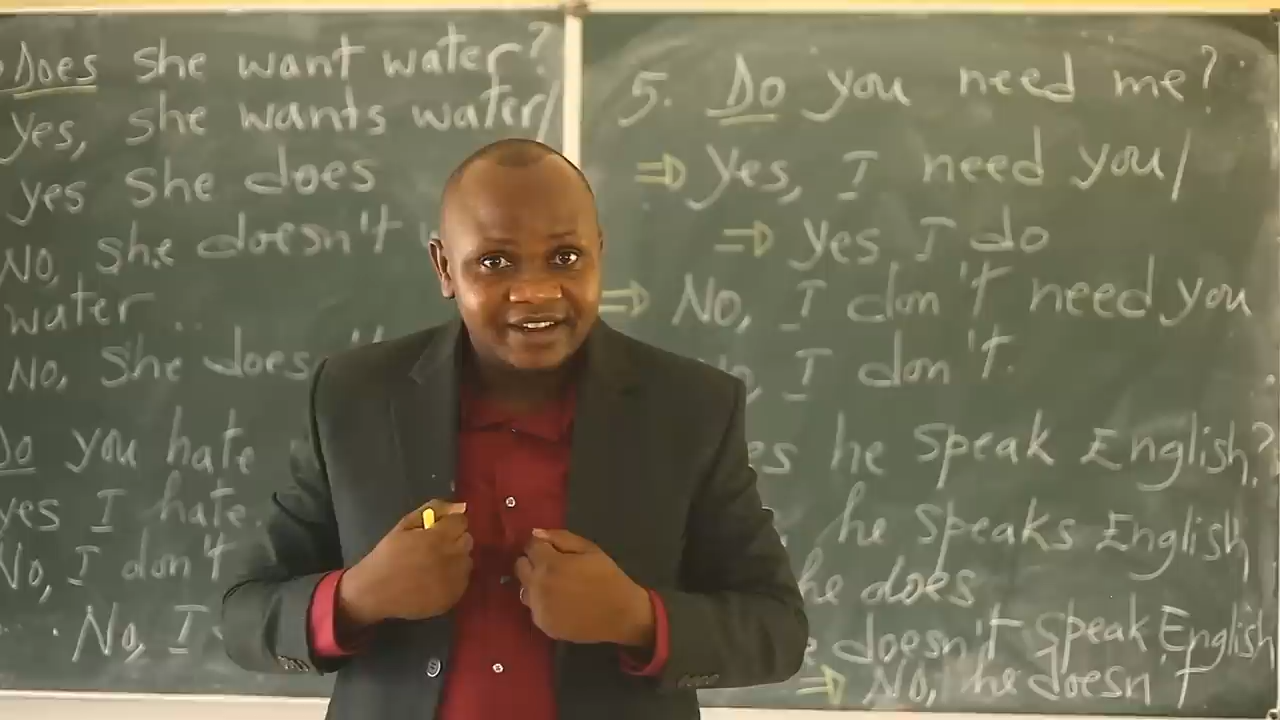 Does she want water?
Yes, she wants water/
yes she does
No, she doesn't
water
No, She does
Do you hate
yes I hate.
No, I don't
No, I
5. Do you need me?
⇒ Yes, I need you/
⇒ Yes I do
⇒ No, I don't need you
I don't.
he speak English?
he speaks English
he does
doesn't speak English
⇒ No, he doesn't